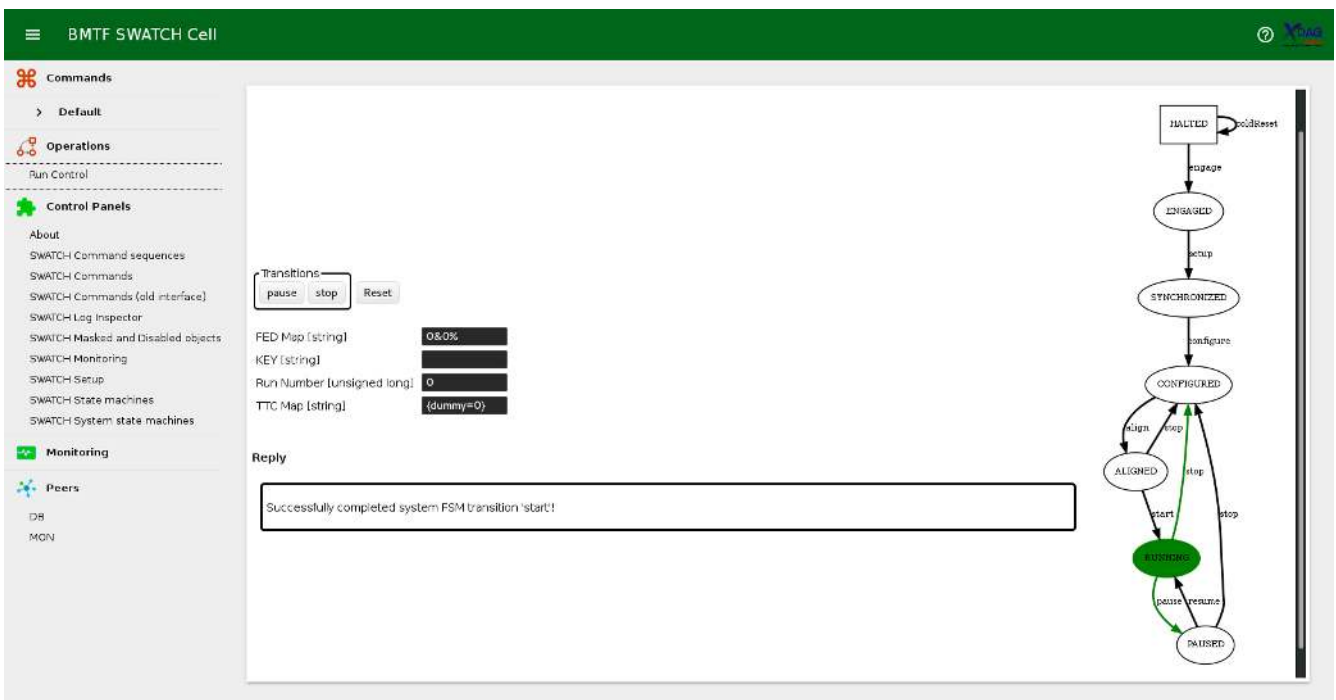 BMTF SWATCH Cell
XDAQ
Commands
Default
Operations
Run Control
Control Panels
About
SWATCH Command sequences
SWATCH Commands
SWATCH Commands (old interface)
SWATCH Log Inspector
SWATCH Masked and Disabled objects
SWATCH Monitoring
SWATCH Setup
SWATCH State machines
SWATCH System state machines
Monitoring
Peers
DB
MON
Transitions
pause stop Reset
FED Map [string] 0&0%
KEY [string]
Run Number [unsigned long] 0
TTC Map [string] {dummy=0}
Reply
Successfully completed system FSM transition 'start'!
HALTED coldReset
engage
ENGAGED
setup
SYNCHRONIZED
configure
CONFIGURED
align stop
ALIGNED stop
start stop
RUNNING
pause resume
PAUSED